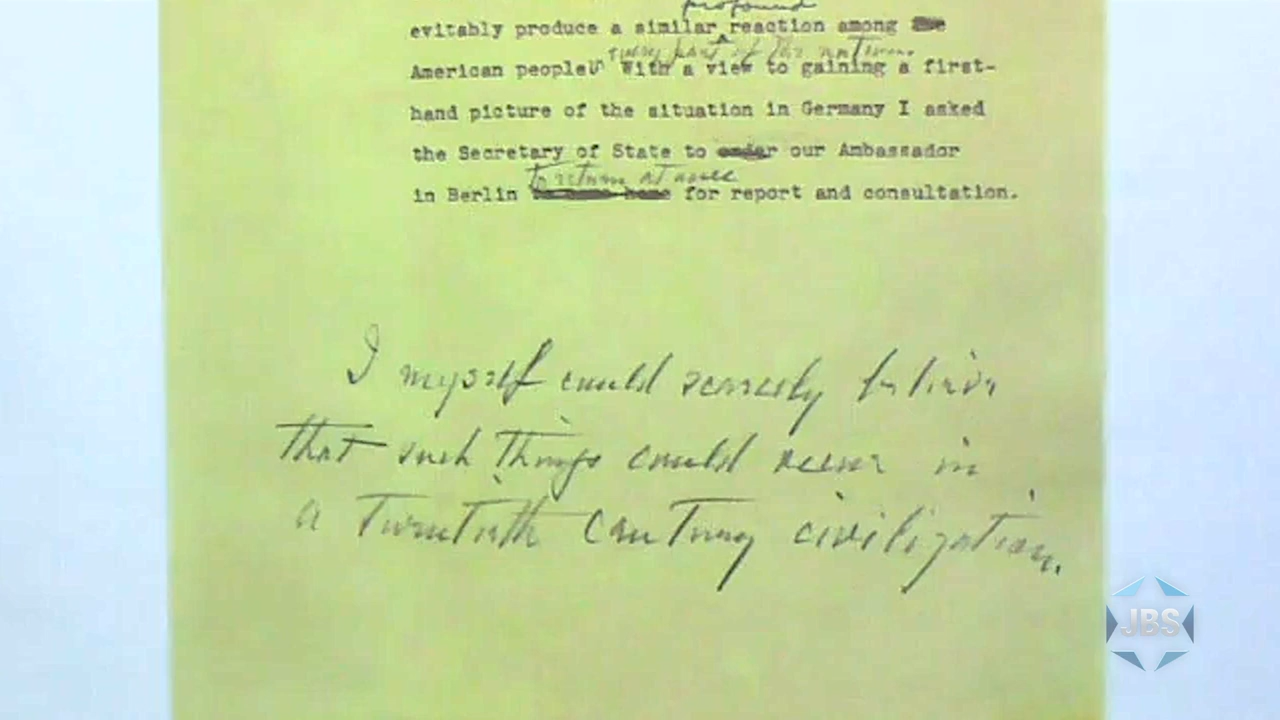 profound
evitably produce a similar reaction among the
every part of the nation.
American people. With a view to gaining a first-
hand picture of the situation in Germany I asked
the Secretary of State to order our Ambassador
to return at once
in Berlin for report and consultation.
I myself could scarcely believe
that such things could occur in
a twentieth century civilization.
JBS